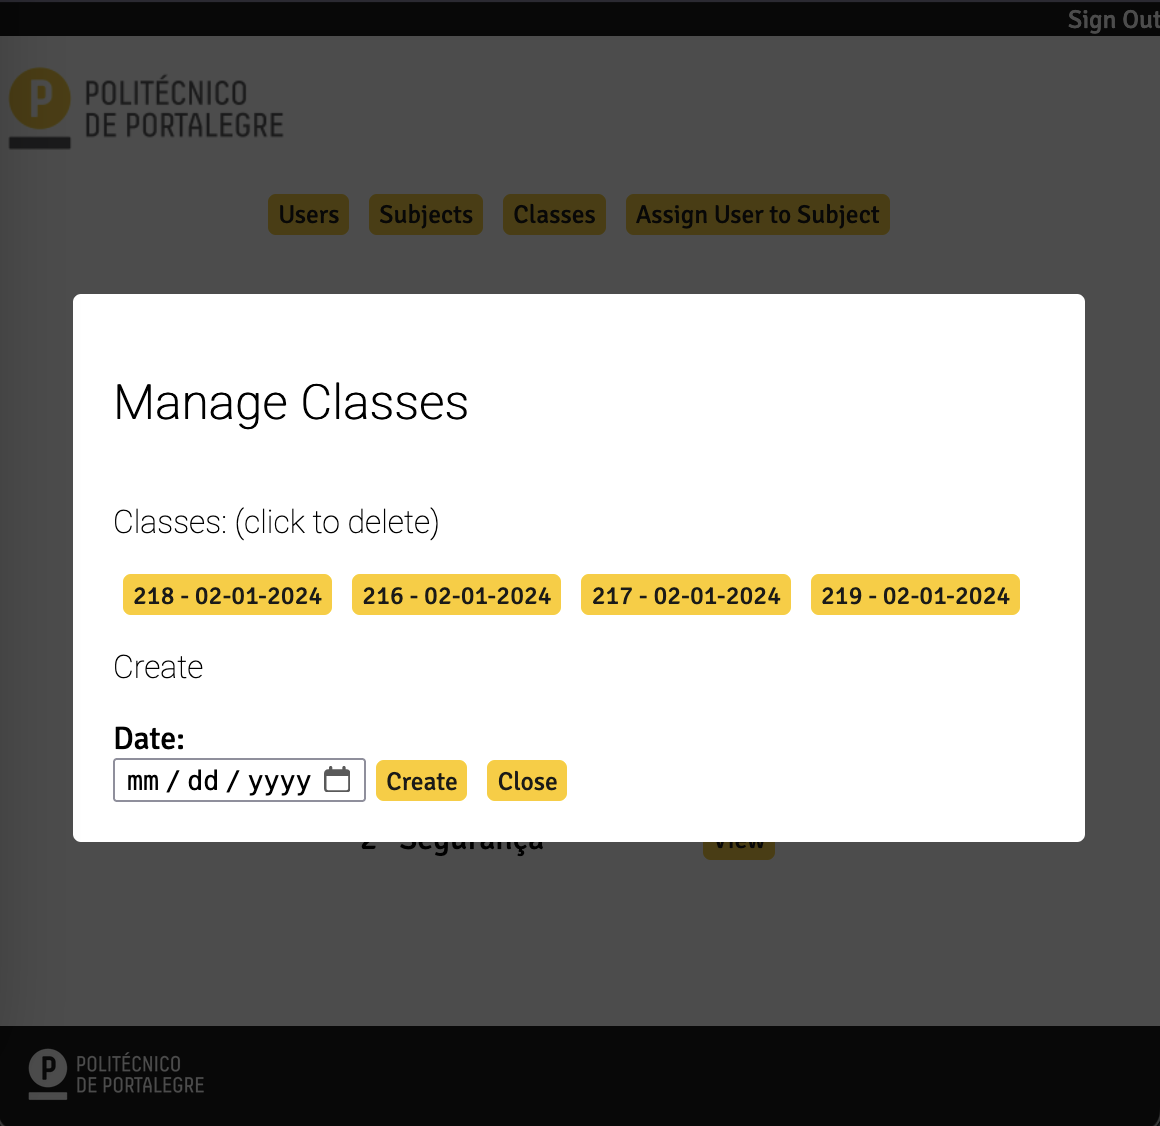 Sign Out
P POLITÉCNICO
DE PORTALEGRE
Users Subjects Classes Assign User to Subject
Manage Classes
Classes: (click to delete)
218 - 02-01-2024 216 - 02-01-2024 217 - 02-01-2024 219 - 02-01-2024
Create
Date:
mm / dd / yyyy Create Close
2 Segurança View
P POLITÉCNICO
DE PORTALEGRE